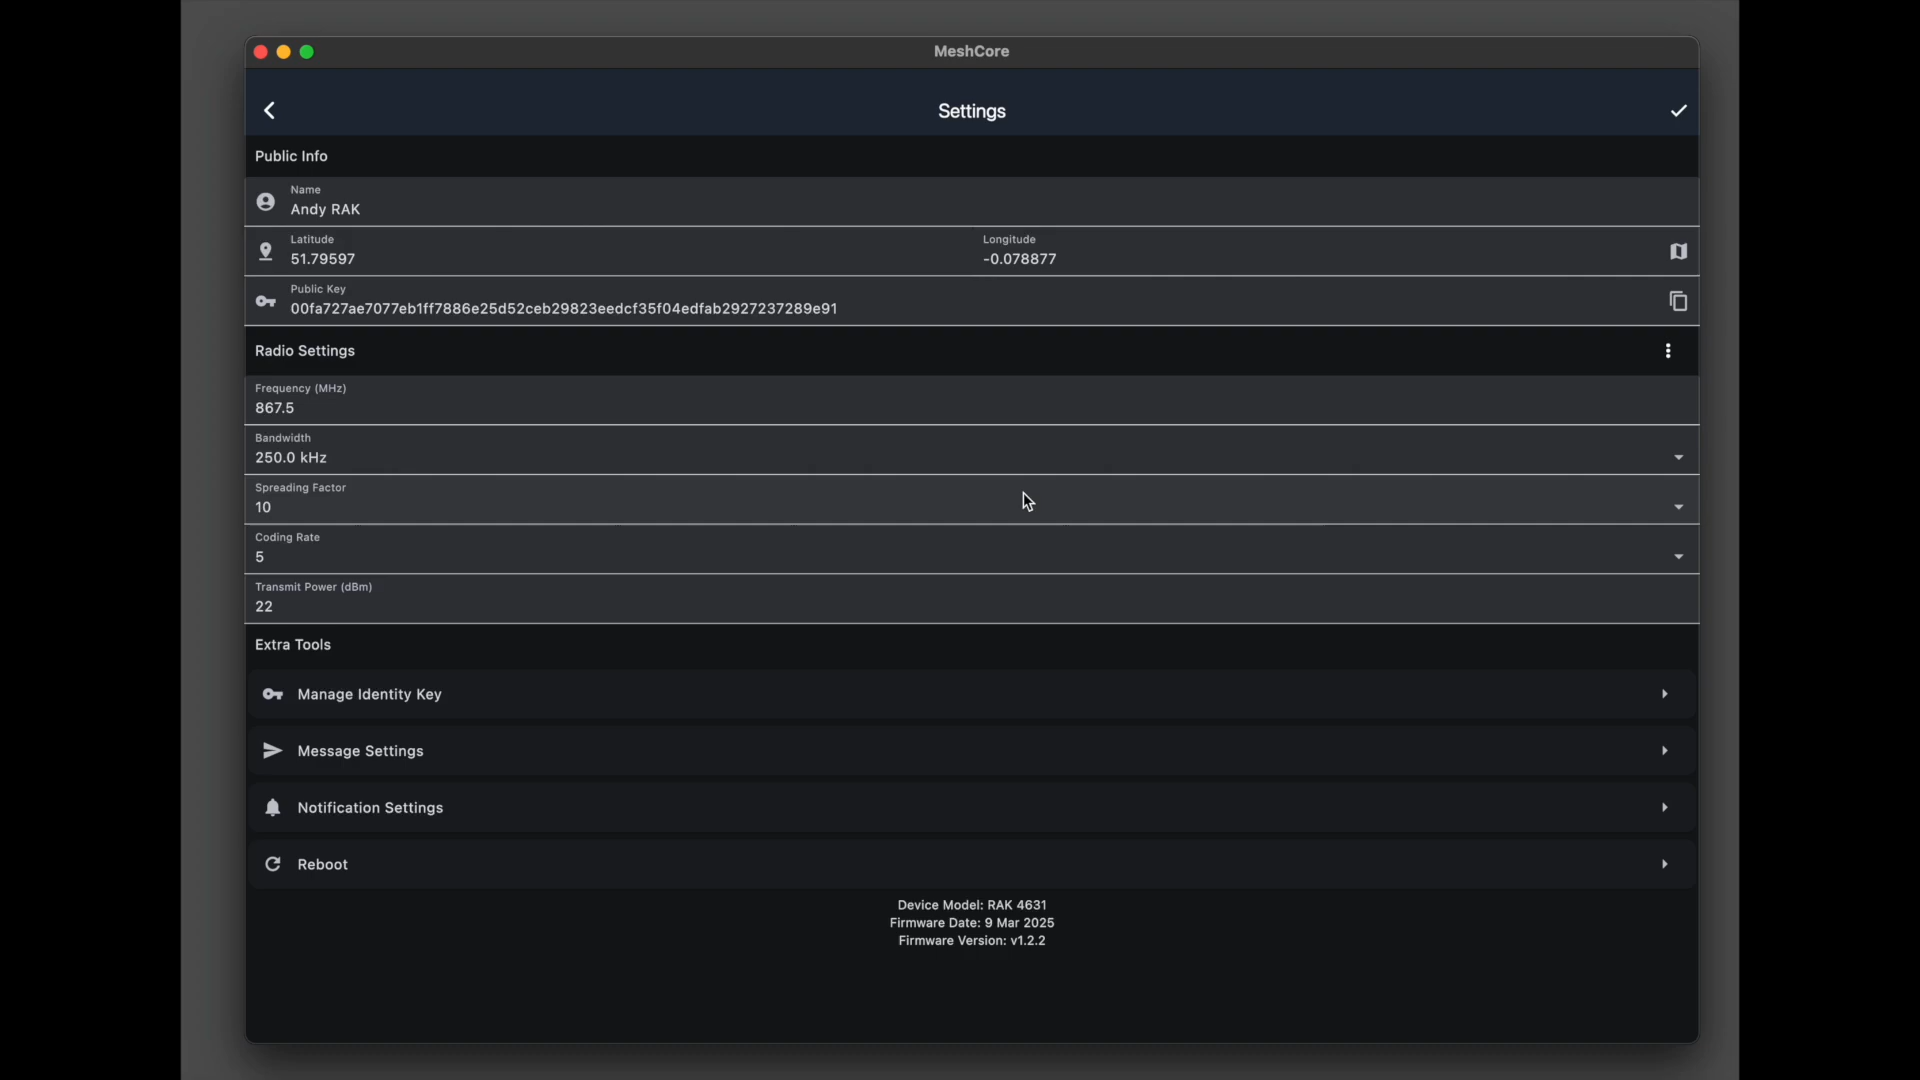 MeshCore
Settings
Public Info
Name
Andy RAK
Latitude
51.79597
Longitude
-0.078877
Public Key
00fa727ae7077eb1ff7886e25d52ceb29823eedcf35f04edfab2927237289e91
Radio Settings
Frequency (MHz)
867.5
Bandwidth
250.0 kHz
Spreading Factor
10
Coding Rate
5
Transmit Power (dBm)
22
Extra Tools
Manage Identity Key
Message Settings
Notification Settings
Reboot
Device Model: RAK 4631
Firmware Date: 9 Mar 2025
Firmware Version: v1.2.2